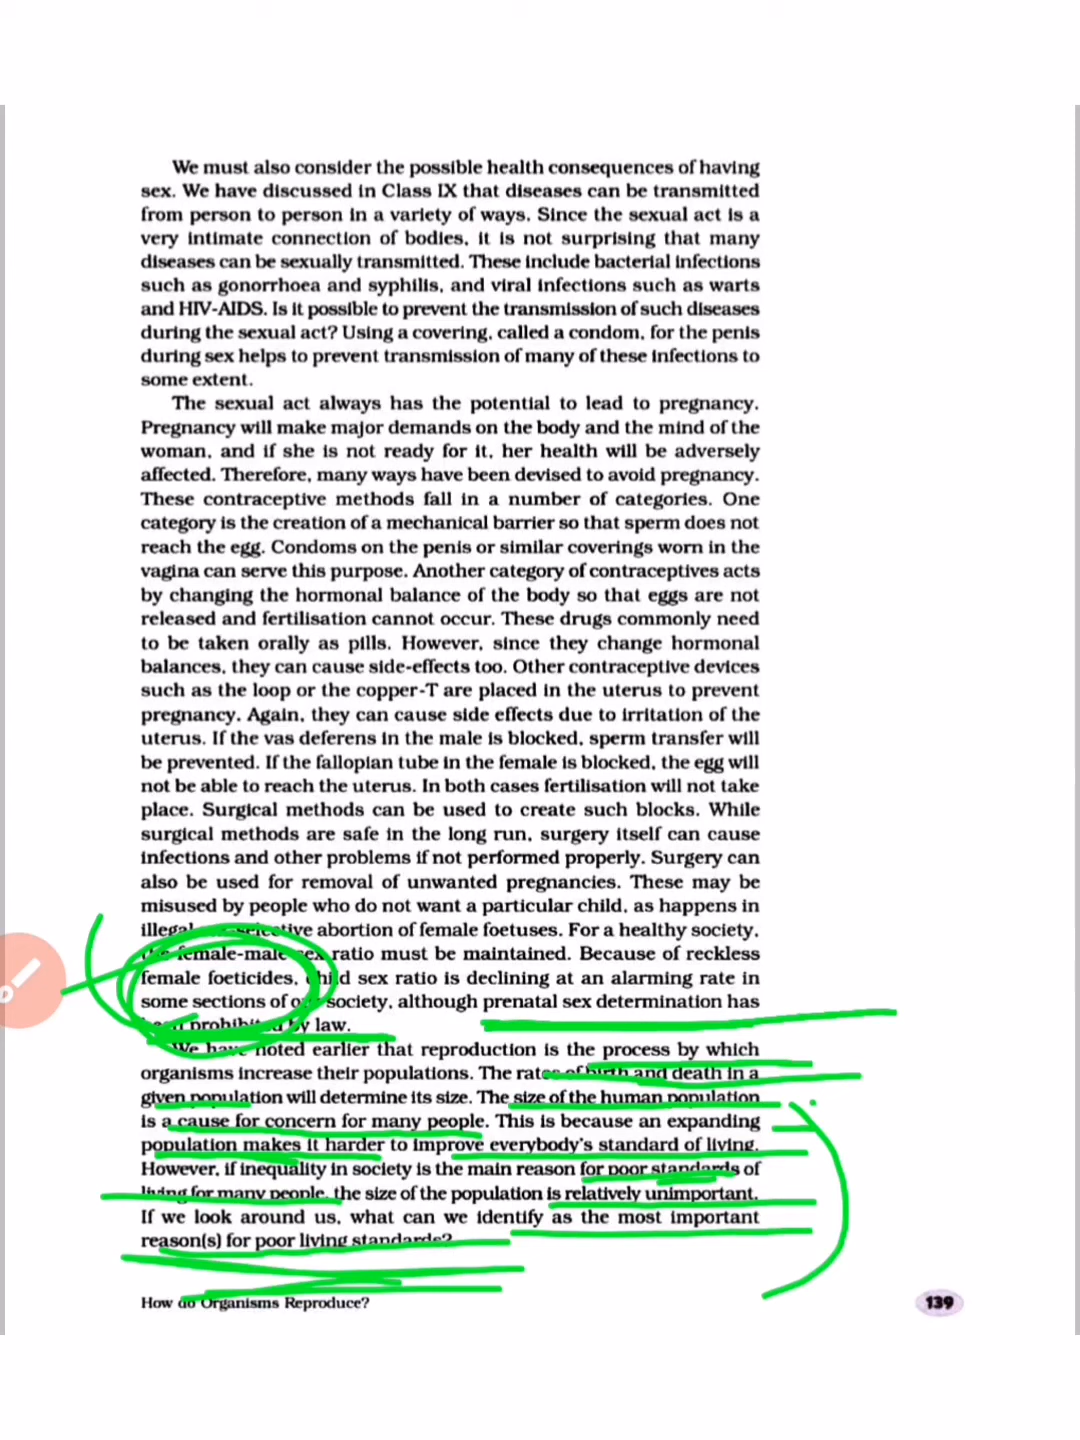 We must also consider the possible health consequences of having
sex. We have discussed in Class IX that diseases can be transmitted
from person to person in a variety of ways. Since the sexual act is a
very intimate connection of bodies, it is not surprising that many
diseases can be sexually transmitted. These include bacterial infections
such as gonorrhoea and syphilis, and viral infections such as warts
and HIV-AIDS. Is it possible to prevent the transmission of such diseases
during the sexual act? Using a covering, called a condom, for the penis
during sex helps to prevent transmission of many of these infections to
some extent.
The sexual act always has the potential to lead to pregnancy.
Pregnancy will make major demands on the body and the mind of the
woman, and if she is not ready for it, her health will be adversely
affected. Therefore, many ways have been devised to avoid pregnancy.
These contraceptive methods fall in a number of categories. One
category is the creation of a mechanical barrier so that sperm does not
reach the egg. Condoms on the penis or similar coverings worn in the
vagina can serve this purpose. Another category of contraceptives acts
by changing the hormonal balance of the body so that eggs are not
released and fertilisation cannot occur. These drugs commonly need
to be taken orally as pills. However, since they change hormonal
balances, they can cause side-effects too. Other contraceptive devices
such as the loop or the copper-T are placed in the uterus to prevent
pregnancy. Again, they can cause side effects due to irritation of the
uterus. If the vas deferens in the male is blocked, sperm transfer will
be prevented. If the fallopian tube in the female is blocked, the egg will
not be able to reach the uterus. In both cases fertilisation will not take
place. Surgical methods can be used to create such blocks. While
surgical methods are safe in the long run, surgery itself can cause
infections and other problems if not performed properly. Surgery can
also be used for removal of unwanted pregnancies. These may be
misused by people who do not want a particular child, as happens in
illegal abortion of female foetuses. For a healthy society,
the female-male sex ratio must be maintained. Because of reckless
female foeticides, child sex ratio is declining at an alarming rate in
some sections of our society, although prenatal sex determination has
been prohibited by law.
We have noted earlier that reproduction is the process by which
organisms increase their populations. The rates of birth and death in a
given population will determine its size. The size of the human population
is a cause for concern for many people. This is because an expanding
population makes it harder to improve everybody's standard of living.
However, if inequality in society is the main reason for poor standards of
living for many people, the size of the population is relatively unimportant.
If we look around us, what can we identify as the most important
reason(s) for poor living standards?
How do Organisms Reproduce?
139